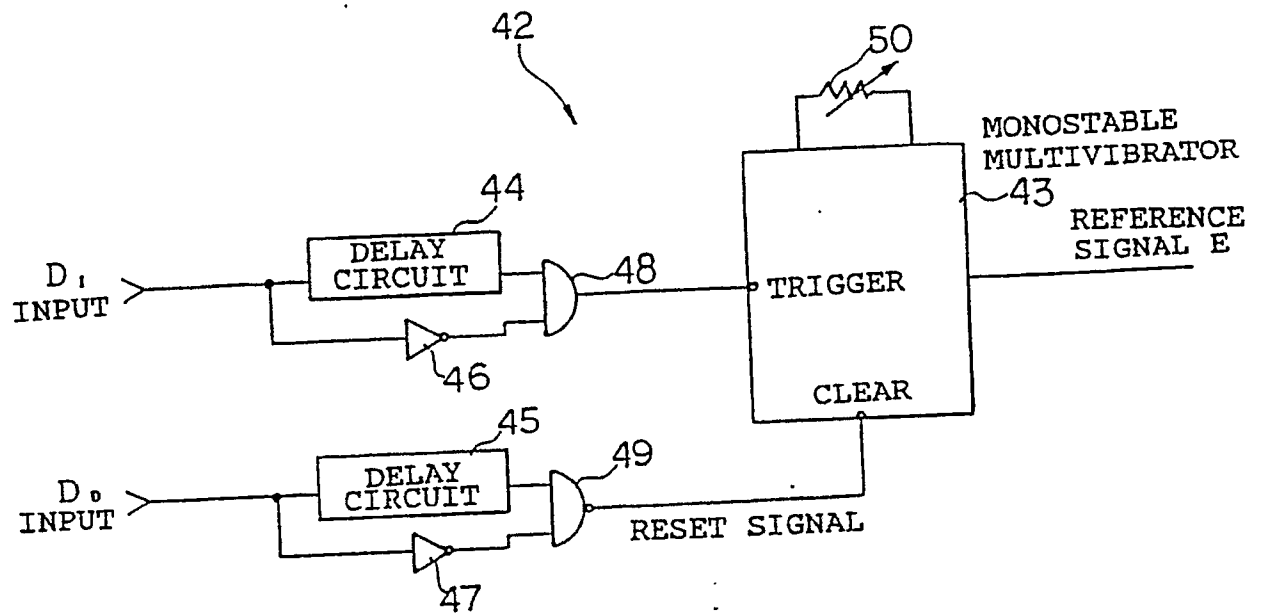 42
50
MONOSTABLE
MULTIVIBRATOR
43
44
DELAY
CIRCUIT
48
REFERENCE
SIGNAL E
D₁
INPUT
TRIGGER
46
CLEAR
45
DELAY
CIRCUIT
49
D₀
INPUT
RESET SIGNAL
47